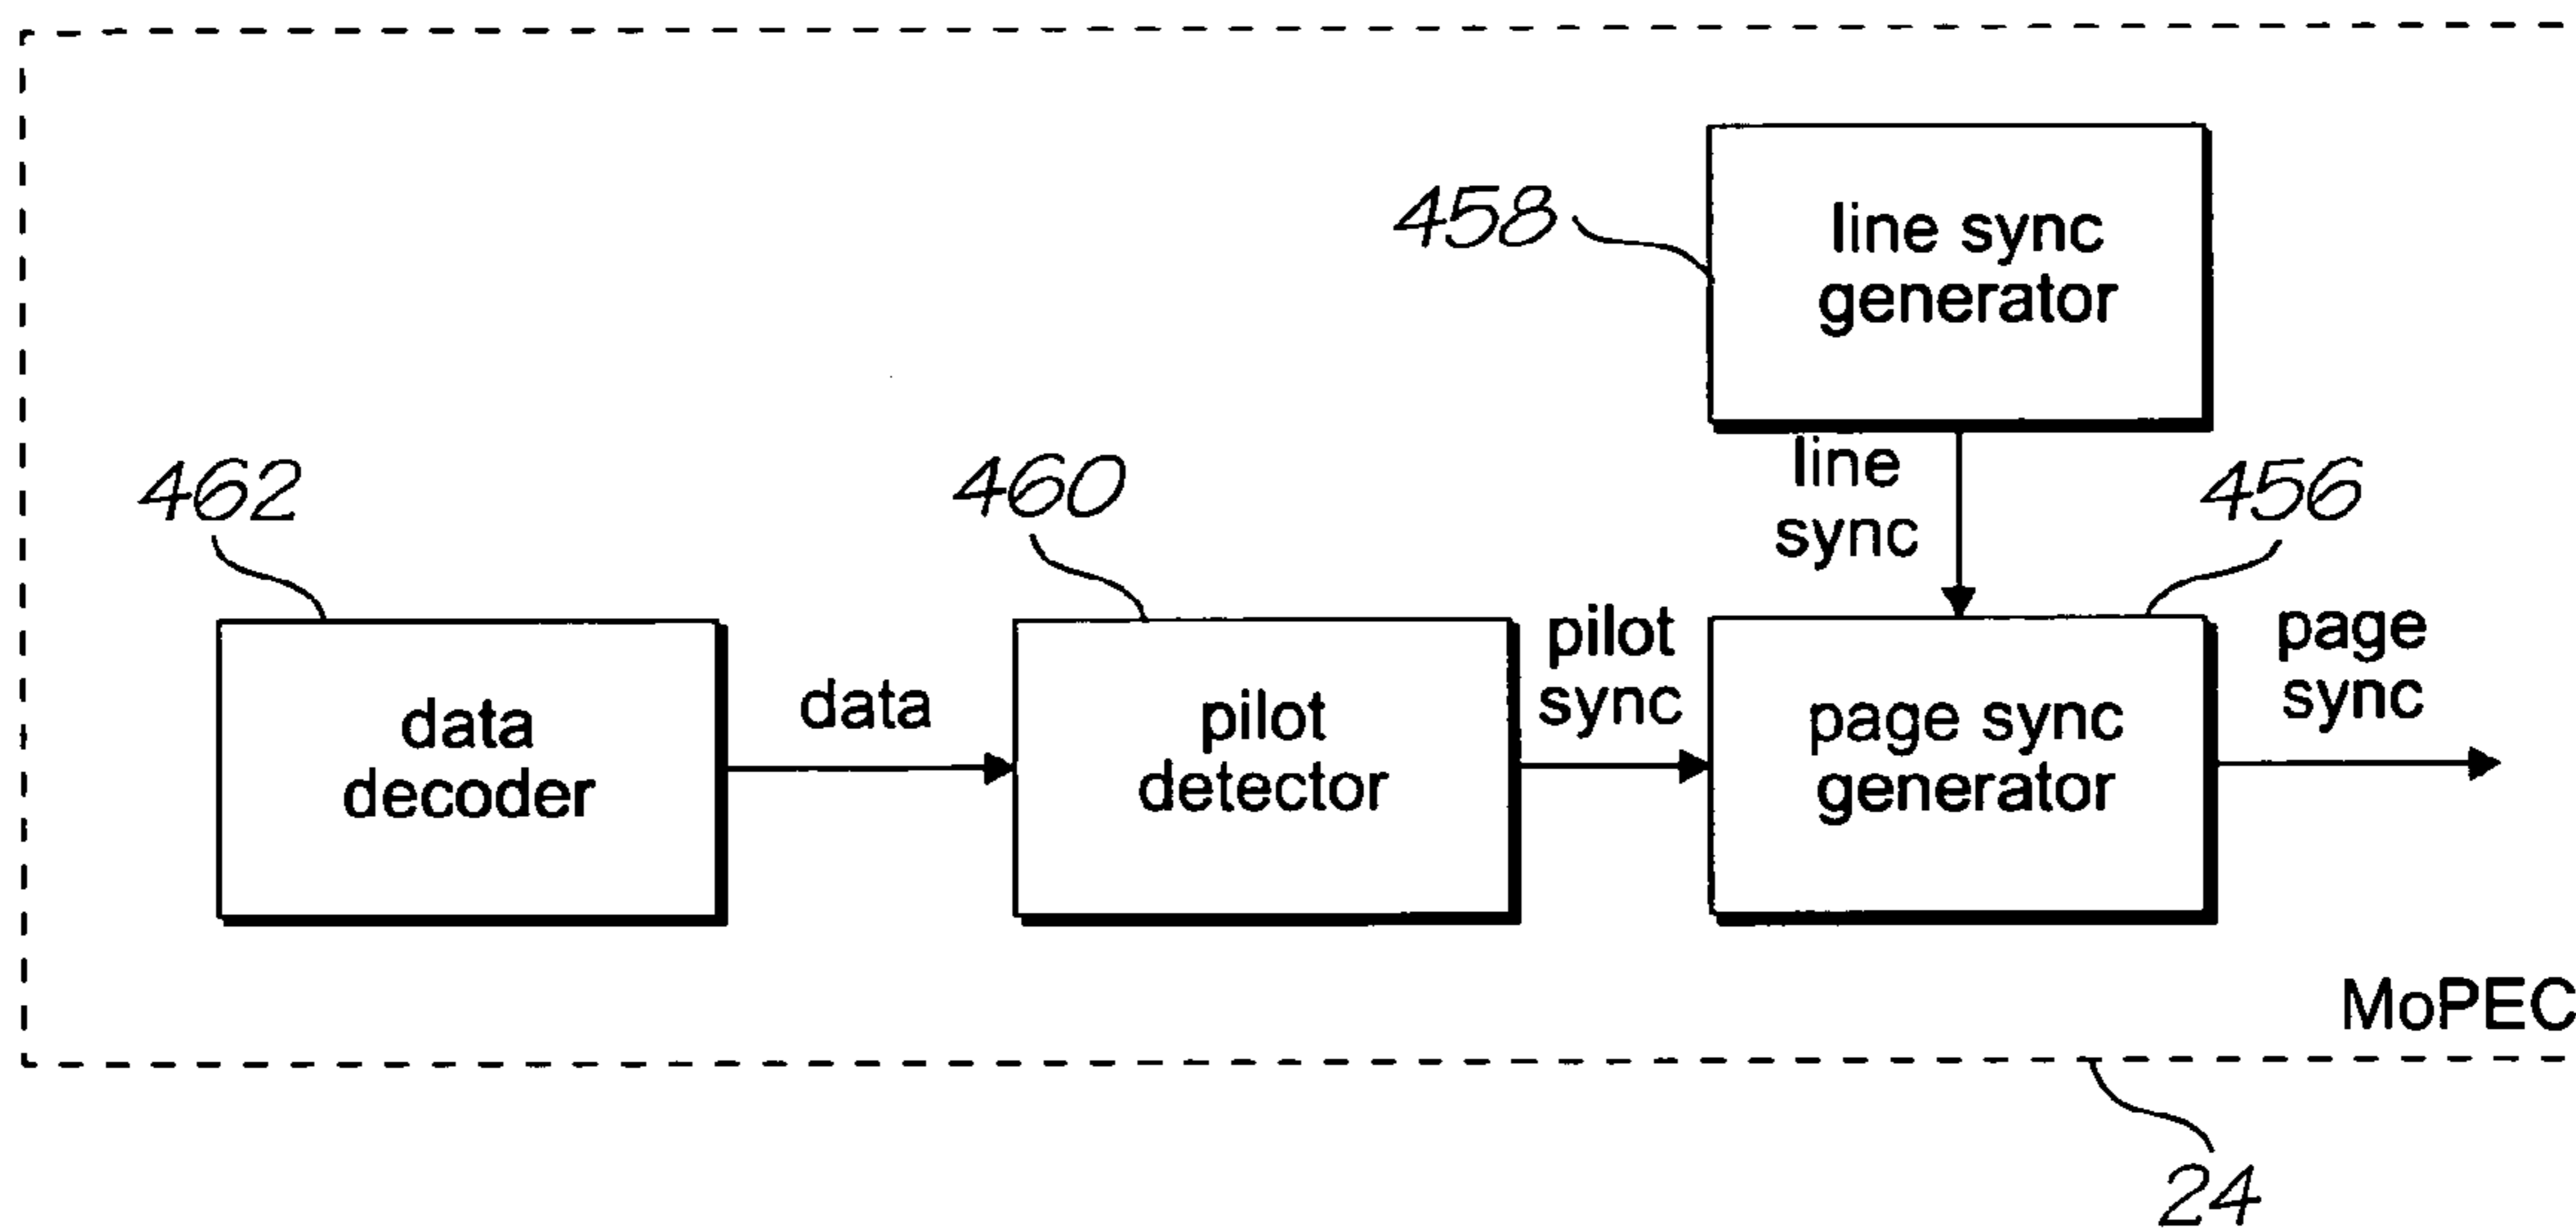 458
line sync
generator
line
sync
462
460
456
data
decoder
data
pilot
detector
pilot
sync
page sync
generator
page
sync
MoPEC
24